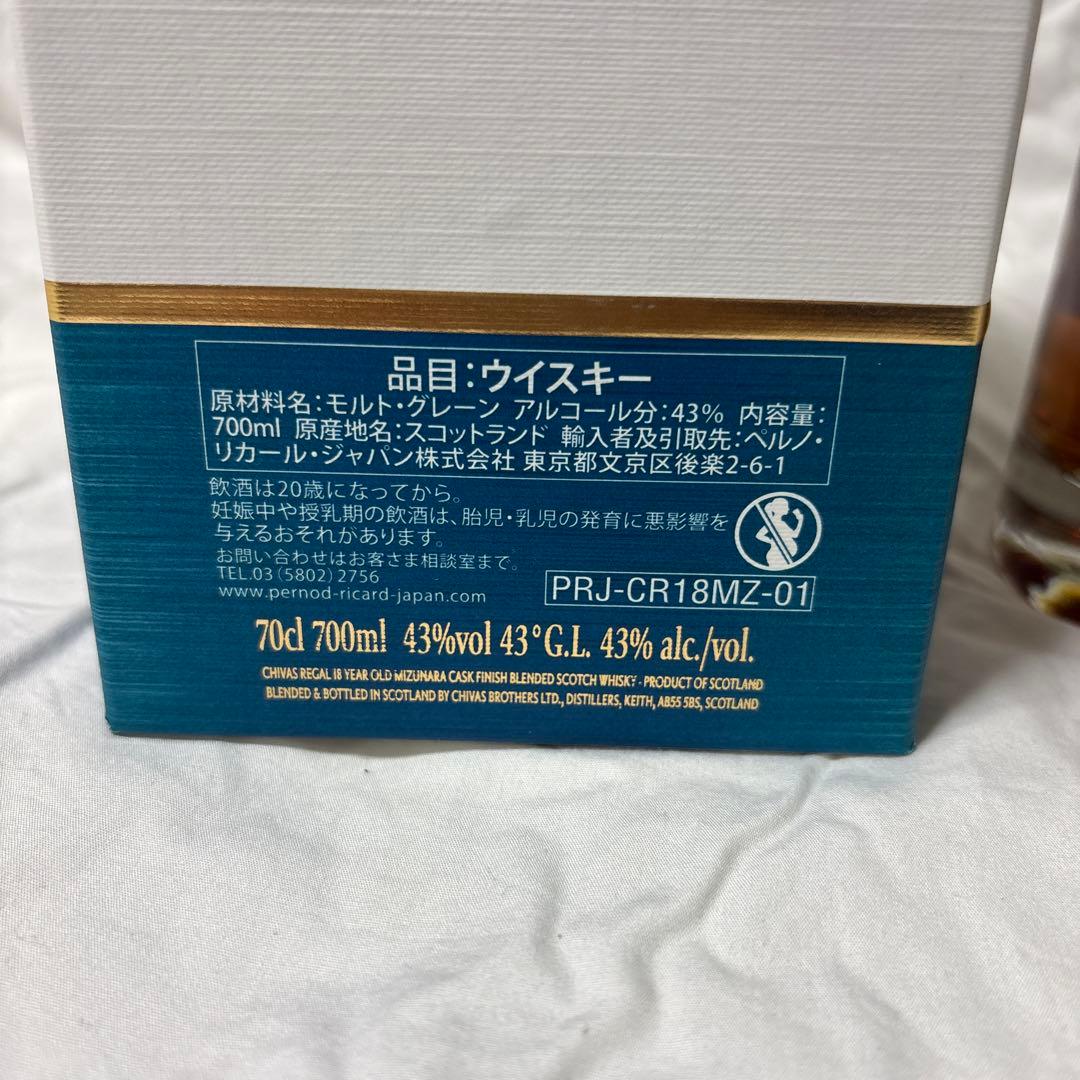 品目：ウイスキー
原材料名：モルト・グレーン アルコール分：43% 内容量：
700ml 原産地名：スコットランド 輸入者及引取先：ペルノ・
リカール・ジャパン株式会社 東京都文京区後楽2-6-1
飲酒は20歳になってから。
妊娠中や授乳期の飲酒は、胎児・乳児の発育に悪影響を
与えるおそれがあります。
お問い合わせはお客さま相談室まで。
TEL.03（5802）2756
www.pernod-ricard-japan.com
PRJ-CR18MZ-01
70cl 700ml 43%vol 43°G.L. 43% alc./vol.
CHIVAS REGAL 18 YEAR OLD MIZUNARA CASK FINISH BLENDED SCOTCH WHISKY - PRODUCT OF SCOTLAND
BLENDED & BOTTLED IN SCOTLAND BY CHIVAS BROTHERS LTD., DISTILLERS, KEITH, AB55 5BS, SCOTLAND